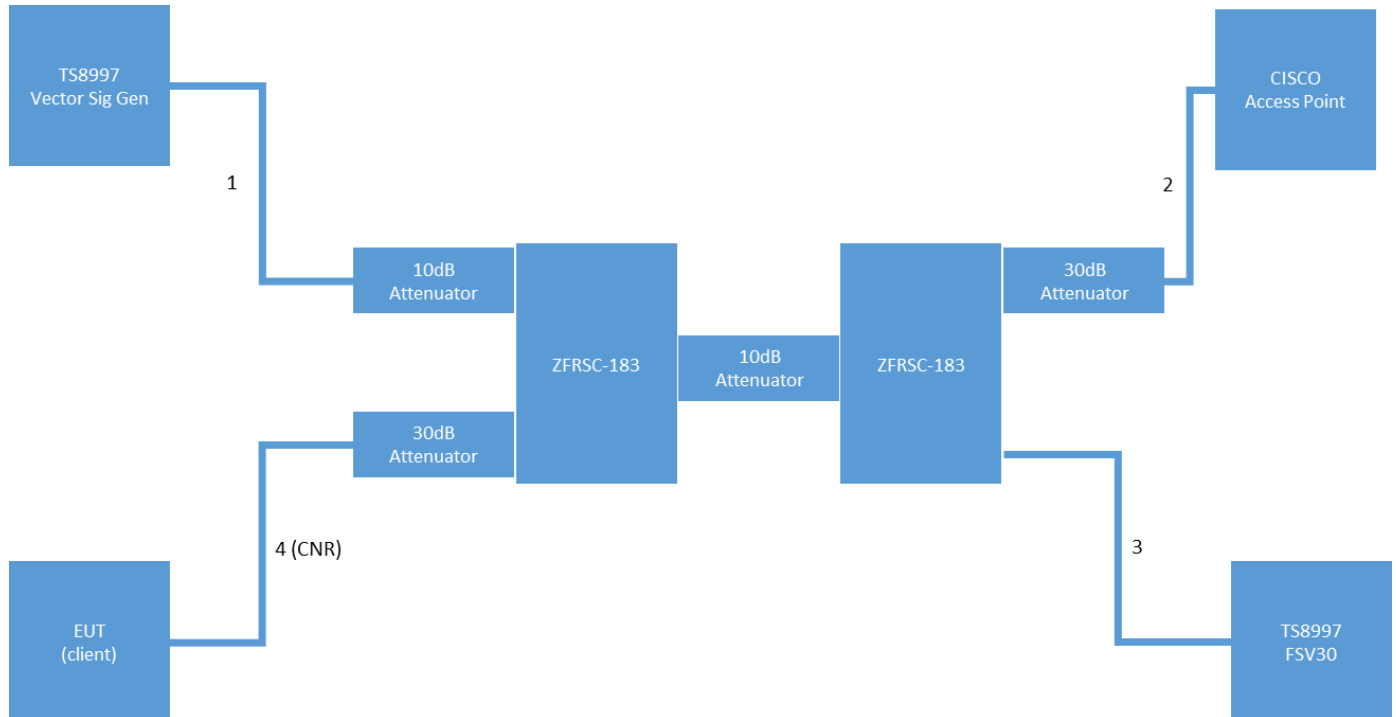 TS8997
Vector Sig Gen
CISCO
Access Point
1
2
10dB
Attenuator
ZFRSC-183
10dB
Attenuator
ZFRSC-183
30dB
Attenuator
30dB
Attenuator
4 (CNR)
3
EUT
(client)
TS8997
FSV30